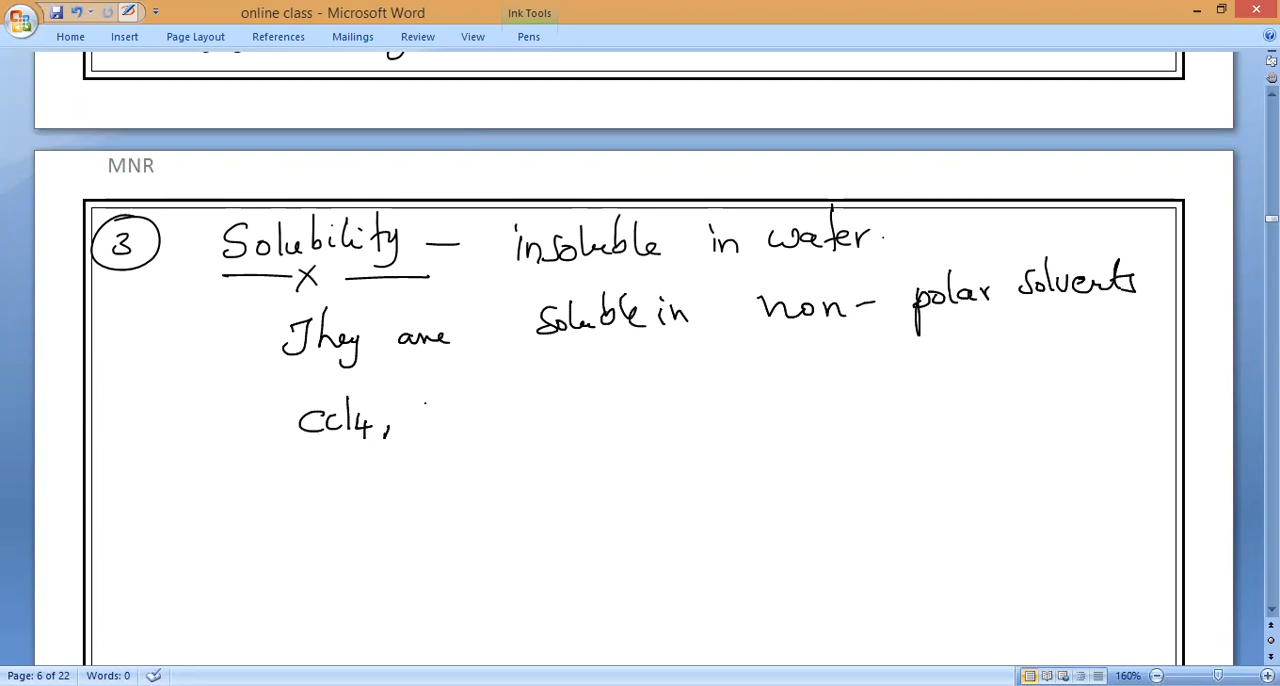 online class - Microsoft Word
Ink Tools
Home Insert Page Layout References Mailings Review View Pens
MNR
3 Solubility - insoluble in water.
They are soluble in non-polar solvents
CCl4,
Page: 6 of 22 Words: 0 160%